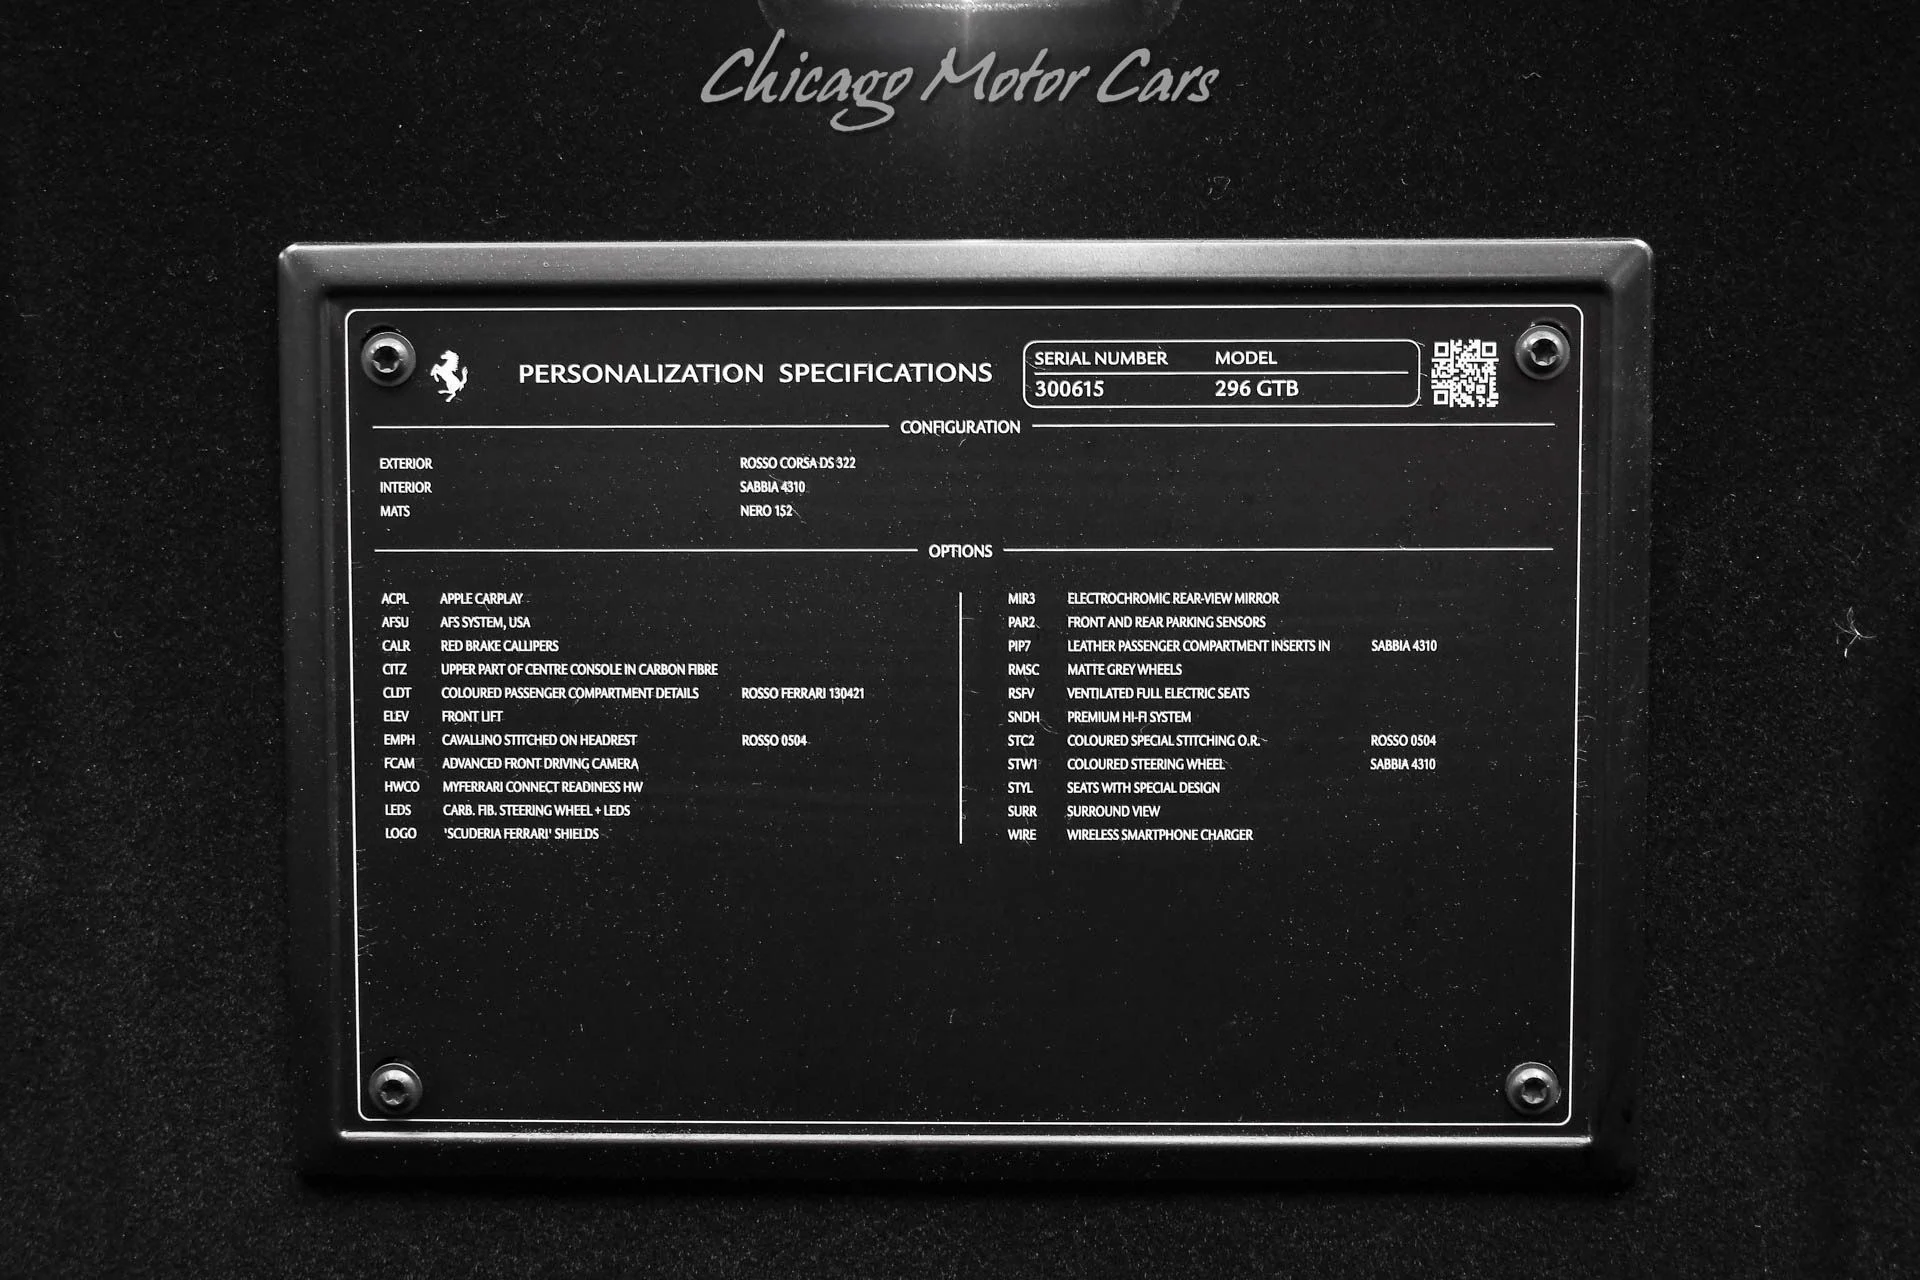 Chicago Motor Cars
PERSONALIZATION SPECIFICATIONS
SERIAL NUMBER MODEL
300615 296 GTB
CONFIGURATION
EXTERIOR ROSSO CORSA DS 322
INTERIOR SABBIA 4310
MATS NERO 152
OPTIONS
ACPL APPLE CARPLAY
AFSU AFS SYSTEM, USA
CALR RED BRAKE CALLIPERS
CITZ UPPER PART OF CENTRE CONSOLE IN CARBON FIBRE
CLDT COLOURED PASSENGER COMPARTMENT DETAILS ROSSO FERRARI 130421
ELEV FRONT LIFT
EMPH CAVALLINO STITCHED ON HEADREST ROSSO 0504
FCAM ADVANCED FRONT DRIVING CAMERA
HWCO MYFERRARI CONNECT READINESS HW
LEDS CARB. FIB. STEERING WHEEL + LEDS
LOGO 'SCUDERIA FERRARI' SHIELDS
MIR3 ELECTROCHROMIC REAR-VIEW MIRROR
PAR2 FRONT AND REAR PARKING SENSORS
PIP7 LEATHER PASSENGER COMPARTMENT INSERTS IN SABBIA 4310
RMSC MATTE GREY WHEELS
RSFV VENTILATED FULL ELECTRIC SEATS
SNDH PREMIUM HI-FI SYSTEM
STC2 COLOURED SPECIAL STITCHING O.R. ROSSO 0504
STW1 COLOURED STEERING WHEEL SABBIA 4310
STYL SEATS WITH SPECIAL DESIGN
SURR SURROUND VIEW
WIRE WIRELESS SMARTPHONE CHARGER